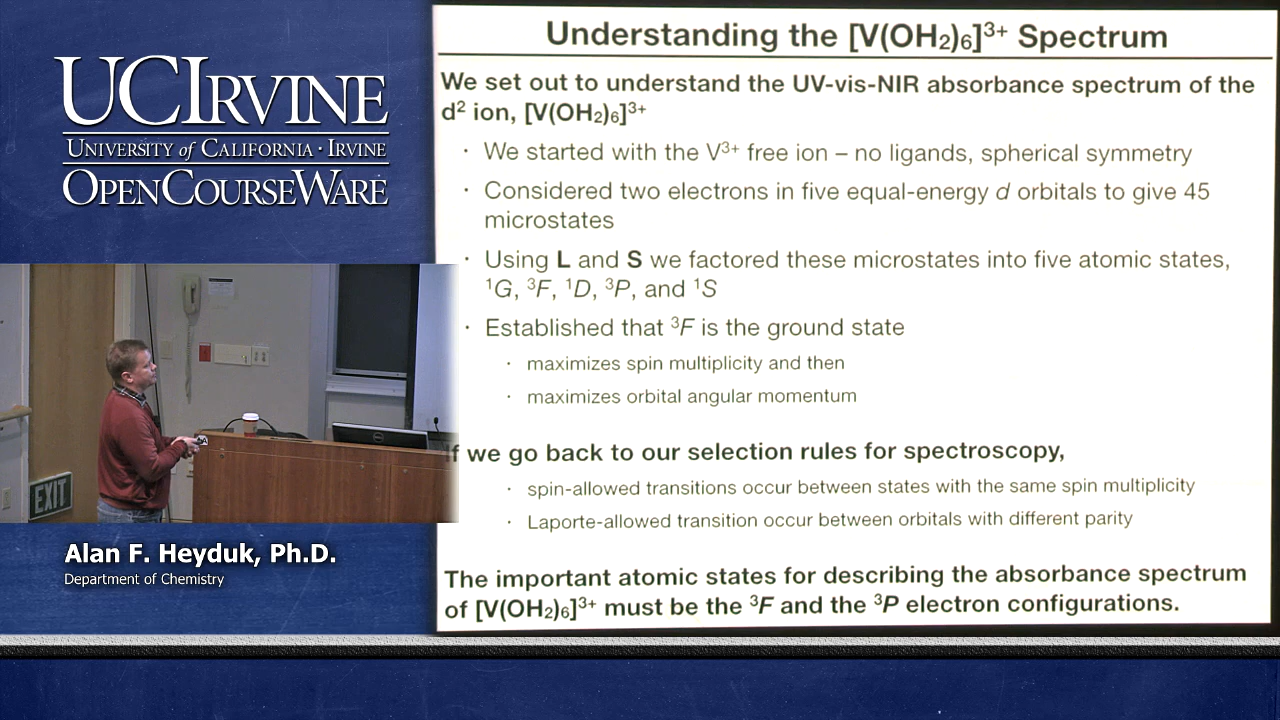 UCIRVINE
UNIVERSITY of CALIFORNIA · IRVINE
OPENCOURSEWARE
EXIT
Alan F. Heyduk, Ph.D.
Department of Chemistry
Understanding the [V(OH₂)₆]³⁺ Spectrum
We set out to understand the UV-vis-NIR absorbance spectrum of the
d² ion, [V(OH₂)₆]³⁺
· We started with the V³⁺ free ion – no ligands, spherical symmetry
· Considered two electrons in five equal-energy d orbitals to give 45
microstates
· Using L and S we factored these microstates into five atomic states,
¹G, ³F, ¹D, ³P, and ¹S
· Established that ³F is the ground state
· maximizes spin multiplicity and then
· maximizes orbital angular momentum
If we go back to our selection rules for spectroscopy,
· spin-allowed transitions occur between states with the same spin multiplicity
· Laporte-allowed transition occur between orbitals with different parity
The important atomic states for describing the absorbance spectrum
of [V(OH₂)₆]³⁺ must be the ³F and the ³P electron configurations.